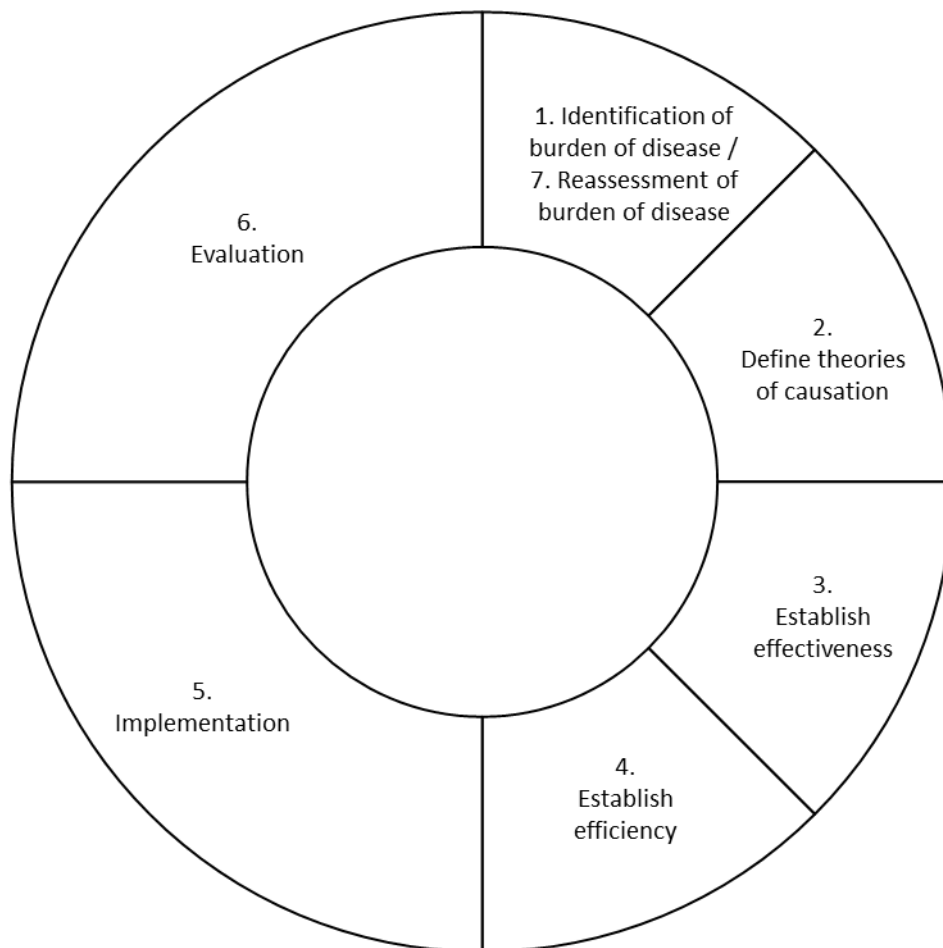 1. Identification of
burden of disease /
7. Reassessment of
burden of disease
2.
Define theories
of causation
3.
Establish
effectiveness
4.
Establish
efficiency
5.
Implementation
6.
Evaluation